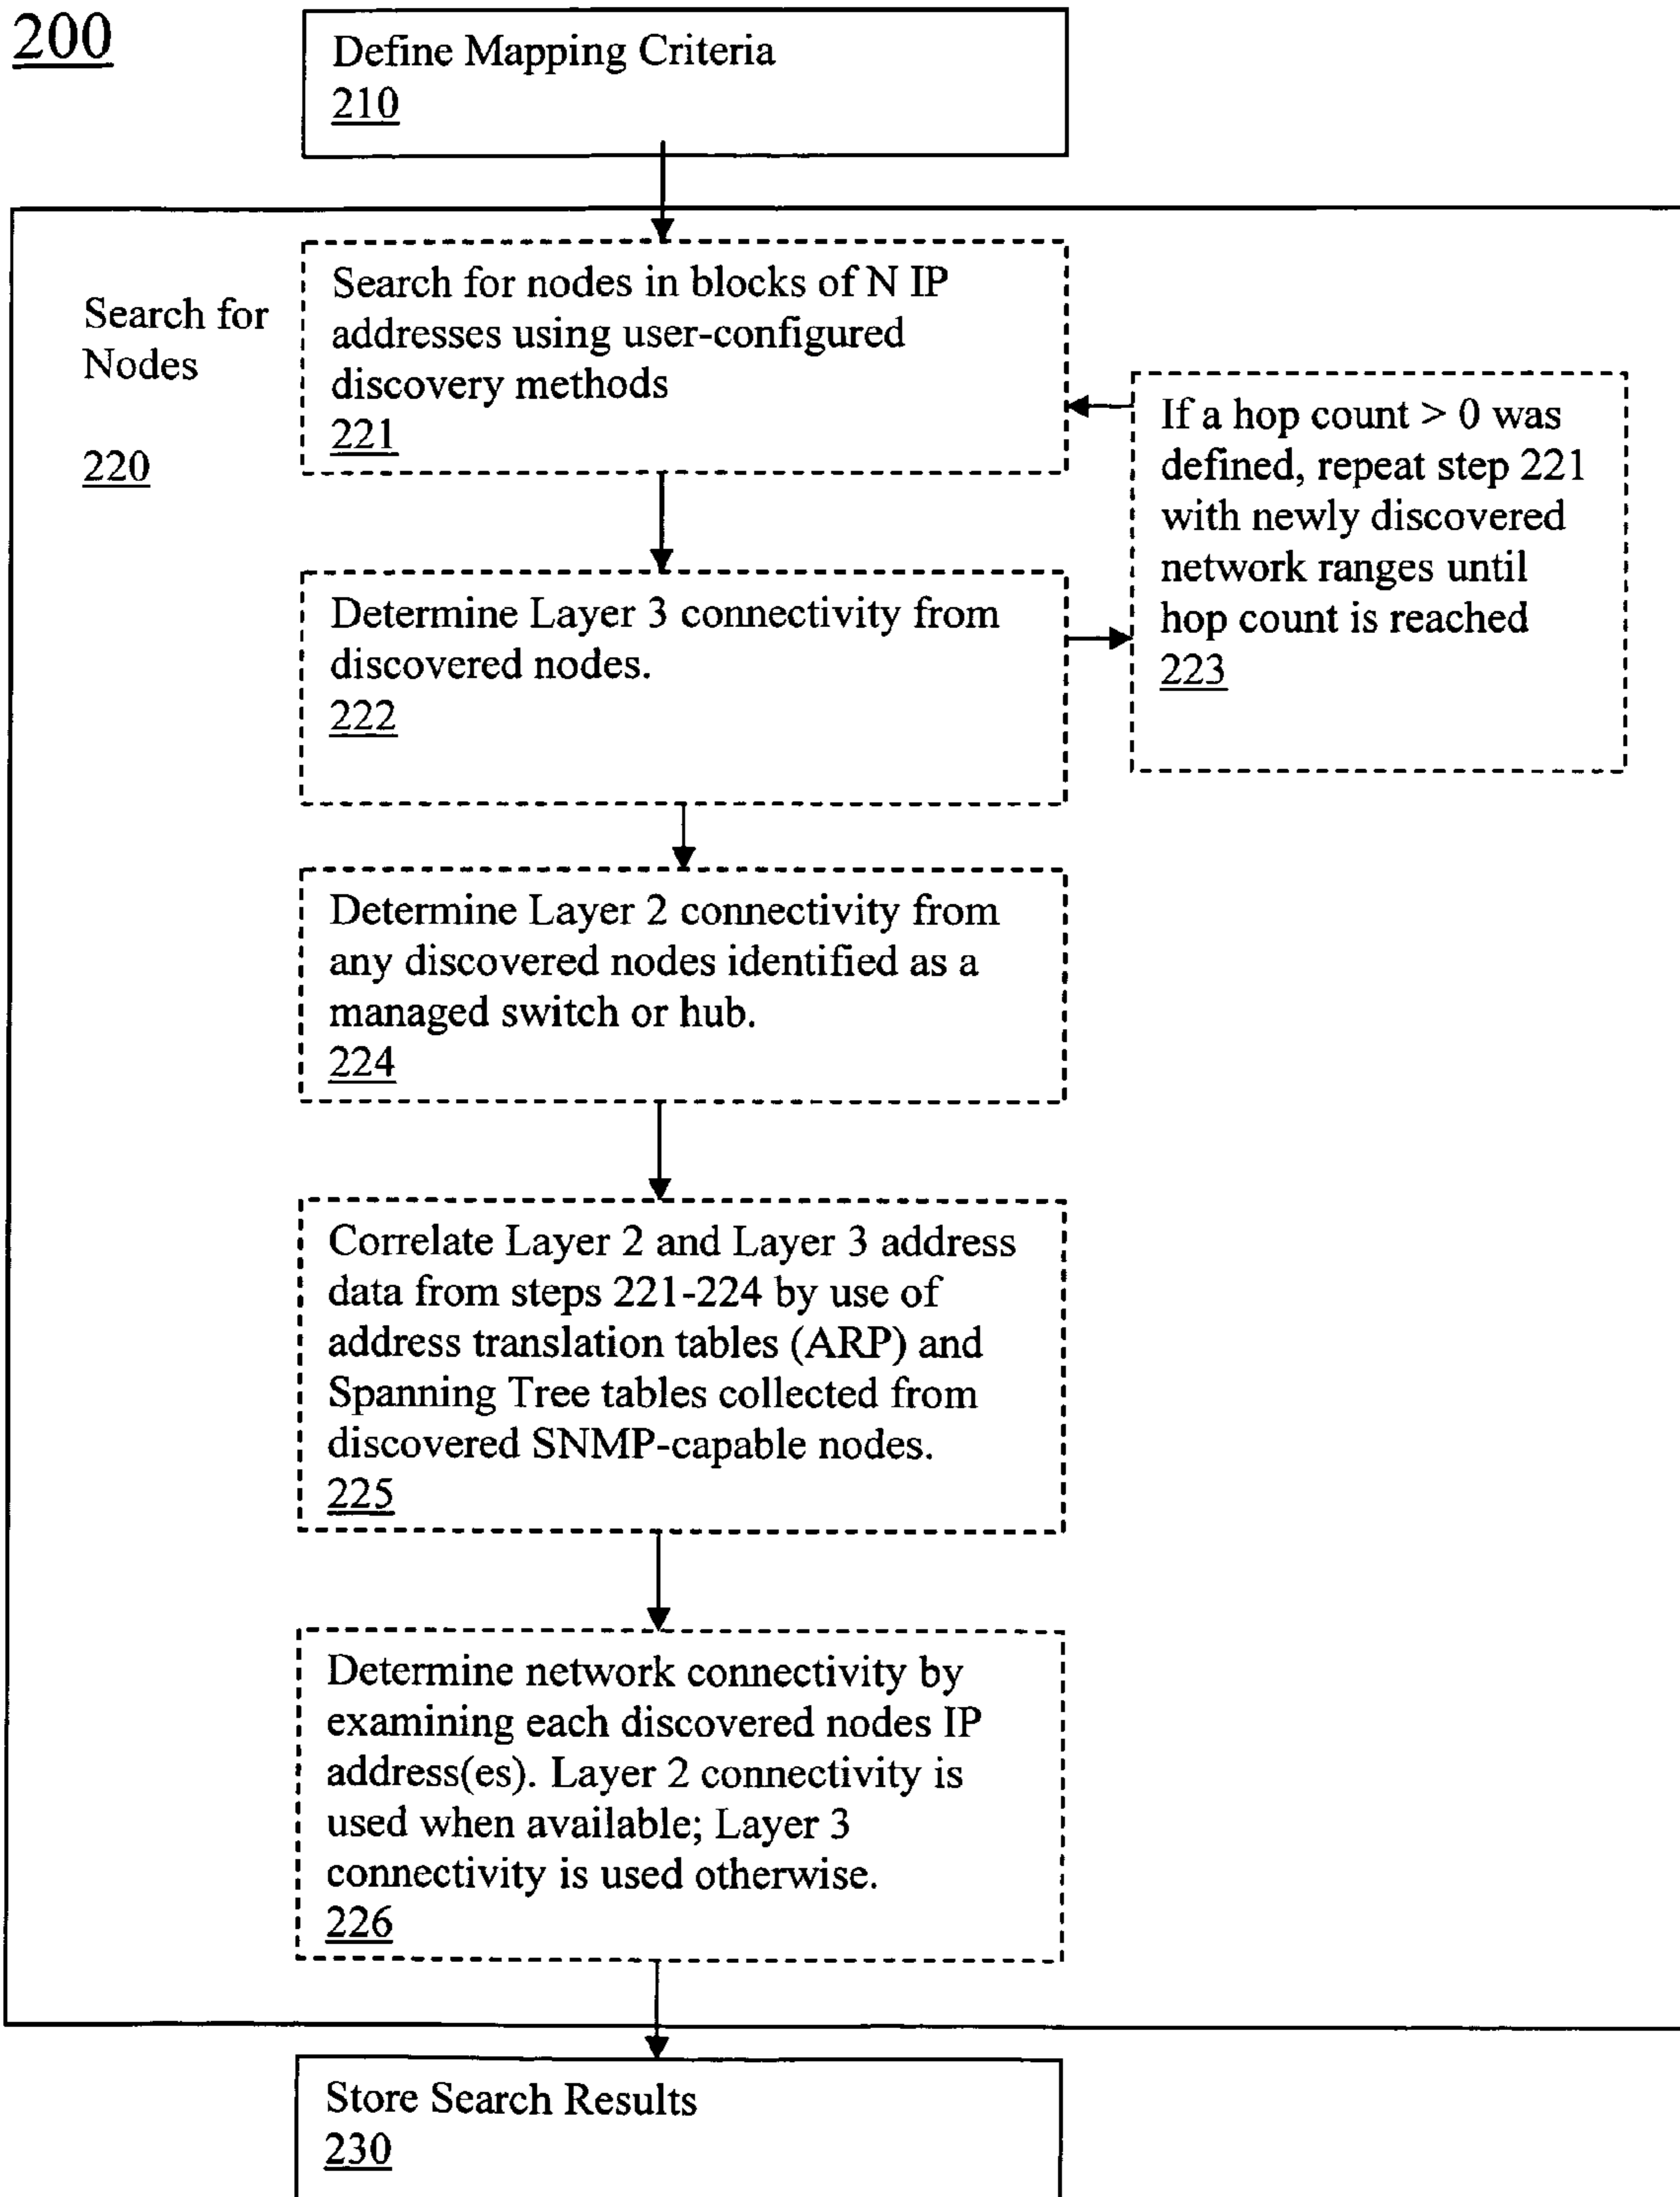 200
Define Mapping Criteria
210
Search for
Nodes
220
Search for nodes in blocks of N IP
addresses using user-configured
discovery methods
221
If a hop count > 0 was
defined, repeat step 221
with newly discovered
network ranges until
hop count is reached
223
Determine Layer 3 connectivity from
discovered nodes.
222
Determine Layer 2 connectivity from
any discovered nodes identified as a
managed switch or hub.
224
Correlate Layer 2 and Layer 3 address
data from steps 221-224 by use of
address translation tables (ARP) and
Spanning Tree tables collected from
discovered SNMP-capable nodes.
225
Determine network connectivity by
examining each discovered nodes IP
address(es). Layer 2 connectivity is
used when available; Layer 3
connectivity is used otherwise.
226
Store Search Results
230